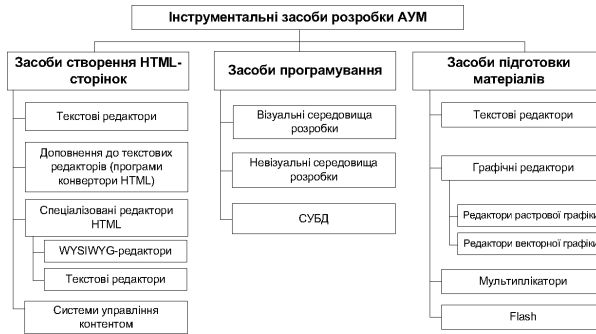 Інструментальні засоби розробки АУМ
Засоби створення HTML-
сторінок
Текстові редактори
Доповнення до текстових
редакторів (програми
конвертори HTML)
Спеціалізовані редактори
HTML
WYSIWYG-редактори
Текстові редактори
Системи управління
контентом
Засоби програмування
Візуальні середовища
розробки
Невізуальні середовища
розробки
СУБД
Засоби підготовки
матеріалів
Текстові редактори
Графічні редактори
Редактори растрової графіки
Редактори векторної графіки
Мультиплікатори
Flash